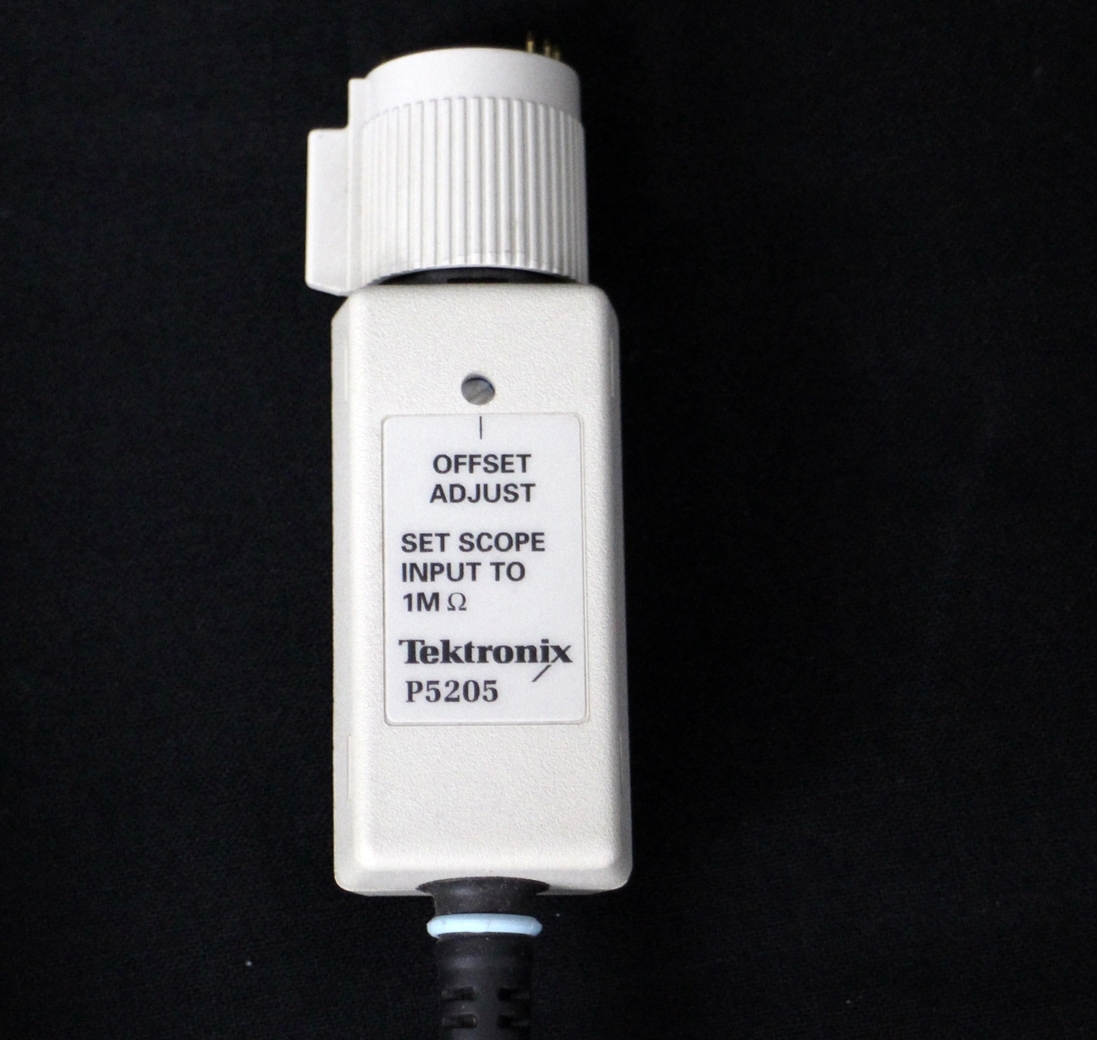 OFFSET
ADJUST
SET SCOPE
INPUT TO
1M Ω
Tektronix
P5205